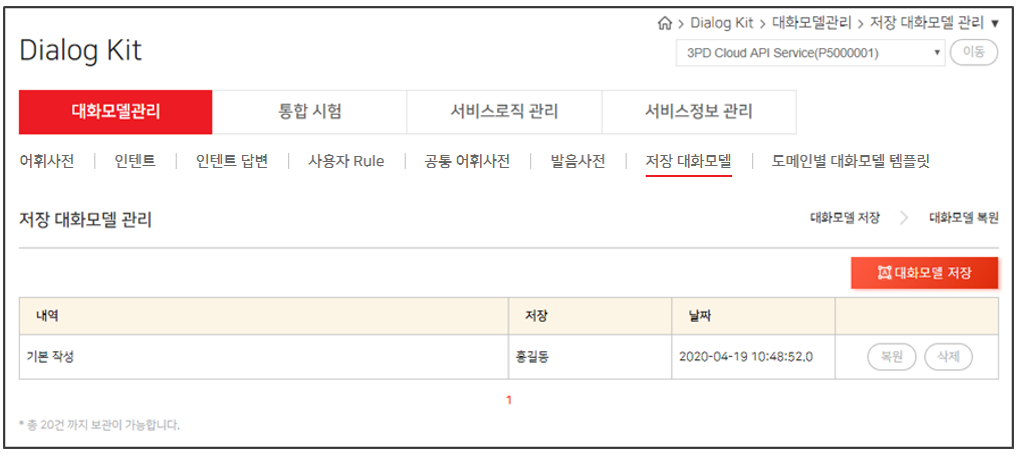 > Dialog Kit > 대화모델관리 > 저장 대화모델 관리 ▼
Dialog Kit
3PD Cloud API Service(P5000001) ▼ 이동
대화모델관리 통합 시험 서비스로직 관리 서비스정보 관리
어휘사전 | 인텐트 | 인텐트 답변 | 사용자 Rule | 공통 어휘사전 | 발음사전 | 저장 대화모델 | 도메인별 대화모델 템플릿
저장 대화모델 관리 대화모델 저장 > 대화모델 복원
대화모델 저장
내역 저장 날짜
기본 작성 홍길동 2020-04-19 10:48:52.0 복원 삭제
1
* 총 20건 까지 보관이 가능합니다.